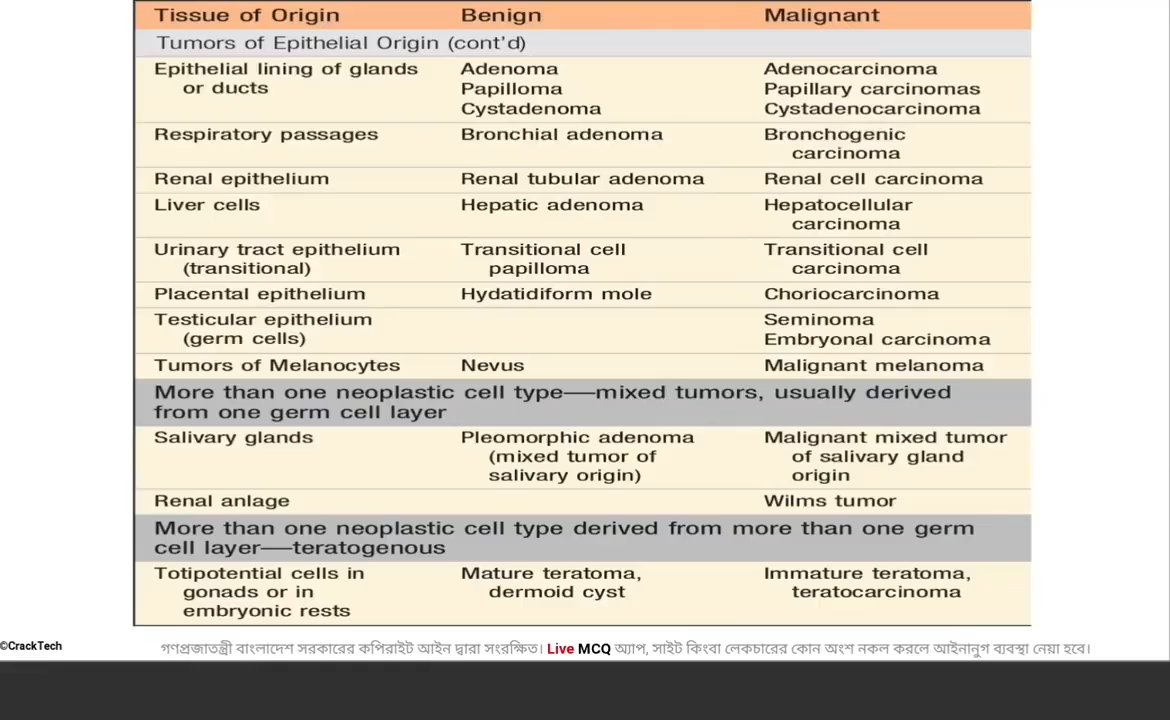 Tissue of Origin Benign Malignant
Tumors of Epithelial Origin (cont'd)
Epithelial lining of glands Adenoma Adenocarcinoma
or ducts Papilloma Papillary carcinomas
Cystadenoma Cystadenocarcinoma
Respiratory passages Bronchial adenoma Bronchogenic
carcinoma
Renal epithelium Renal tubular adenoma Renal cell carcinoma
Liver cells Hepatic adenoma Hepatocellular
carcinoma
Urinary tract epithelium Transitional cell Transitional cell
(transitional) papilloma carcinoma
Placental epithelium Hydatidiform mole Choriocarcinoma
Testicular epithelium Seminoma
(germ cells) Embryonal carcinoma
Tumors of Melanocytes Nevus Malignant melanoma
More than one neoplastic cell type—mixed tumors, usually derived
from one germ cell layer
Salivary glands Pleomorphic adenoma Malignant mixed tumor
(mixed tumor of of salivary gland
salivary origin) origin
Renal anlage Wilms tumor
More than one neoplastic cell type derived from more than one germ
cell layer—teratogenous
Totipotential cells in Mature teratoma, Immature teratoma,
gonads or in dermoid cyst teratocarcinoma
embryonic rests
©CrackTech গণপ্রজাতন্ত্রী বাংলাদেশ সরকারের কপিরাইট আইন দ্বারা সংরক্ষিত। Live MCQ অ্যাপ, সাইট কিংবা লেকচারের কোন অংশ নকল করলে আইনানুগ ব্যবস্থা নেয়া হবে।